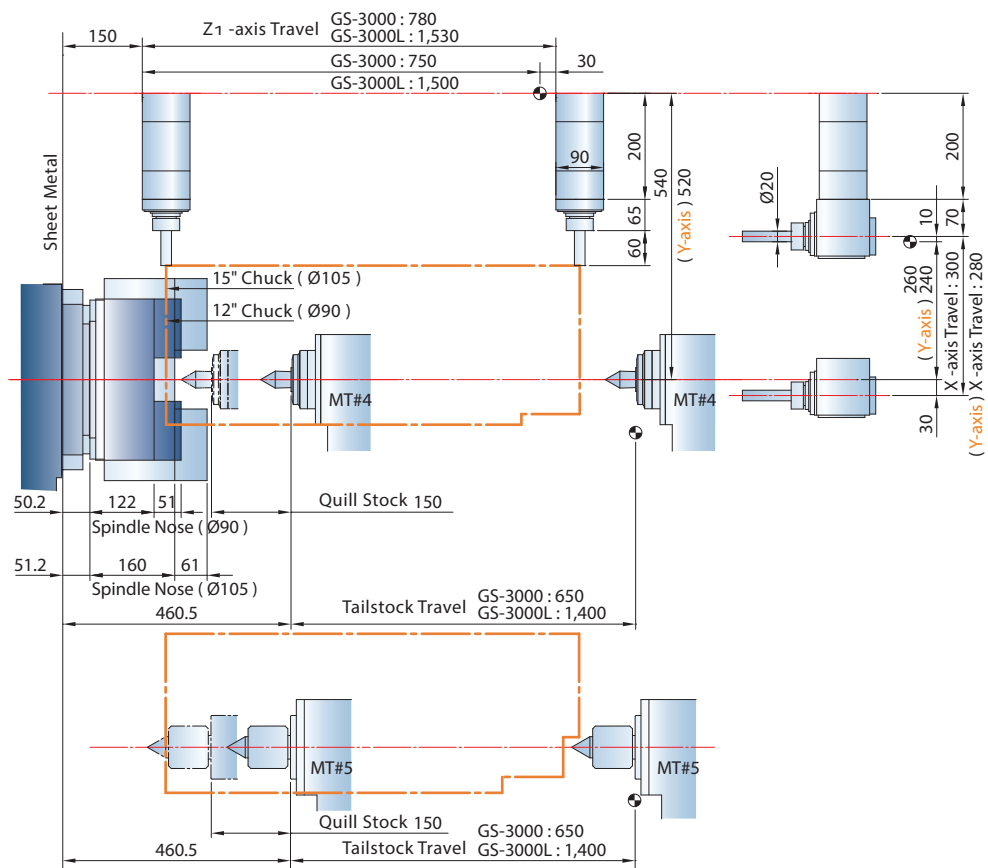 GS-3000 : 780
150
Z1 -axis Travel
GS-3000L : 1,530
GS-3000 : 750
30
GS-3000L : 1,500
Sheet Metal
200
90
65
60
540
( Y-axis ) 520
Ø20
200
70
10
260
( Y-axis ) 240
X -axis Travel : 300
( Y-axis ) X -axis Travel : 280
30
15" Chuck ( Ø105 )
12" Chuck ( Ø90 )
MT#4
MT#4
50.2
122
51
Quill Stock 150
Spindle Nose ( Ø90 )
51.2
160
61
Spindle Nose ( Ø105 )
460.5
Tailstock Travel
GS-3000 : 650
GS-3000L : 1,400
MT#5
MT#5
Quill Stock 150
460.5
Tailstock Travel
GS-3000 : 650
GS-3000L : 1,400